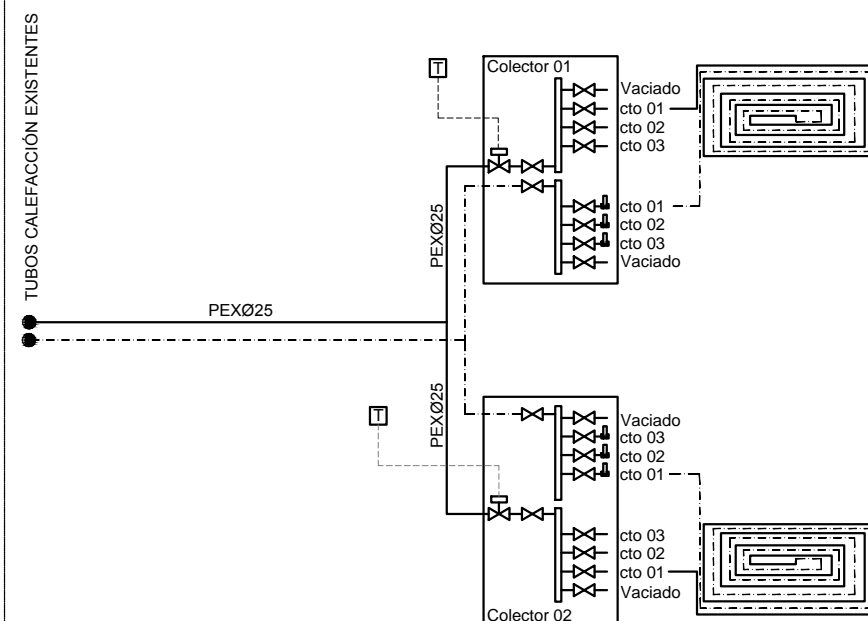 TUBOS CALEFACCIÓN EXISTENTES
T
Colector 01
Vaciado
cto 01
cto 02
cto 03
PEXØ25
cto 01
cto 02
cto 03
Vaciado
PEXØ25
T
PEXØ25
Vaciado
cto 03
cto 02
cto 01
cto 03
cto 02
cto 01
Vaciado
Colector 02